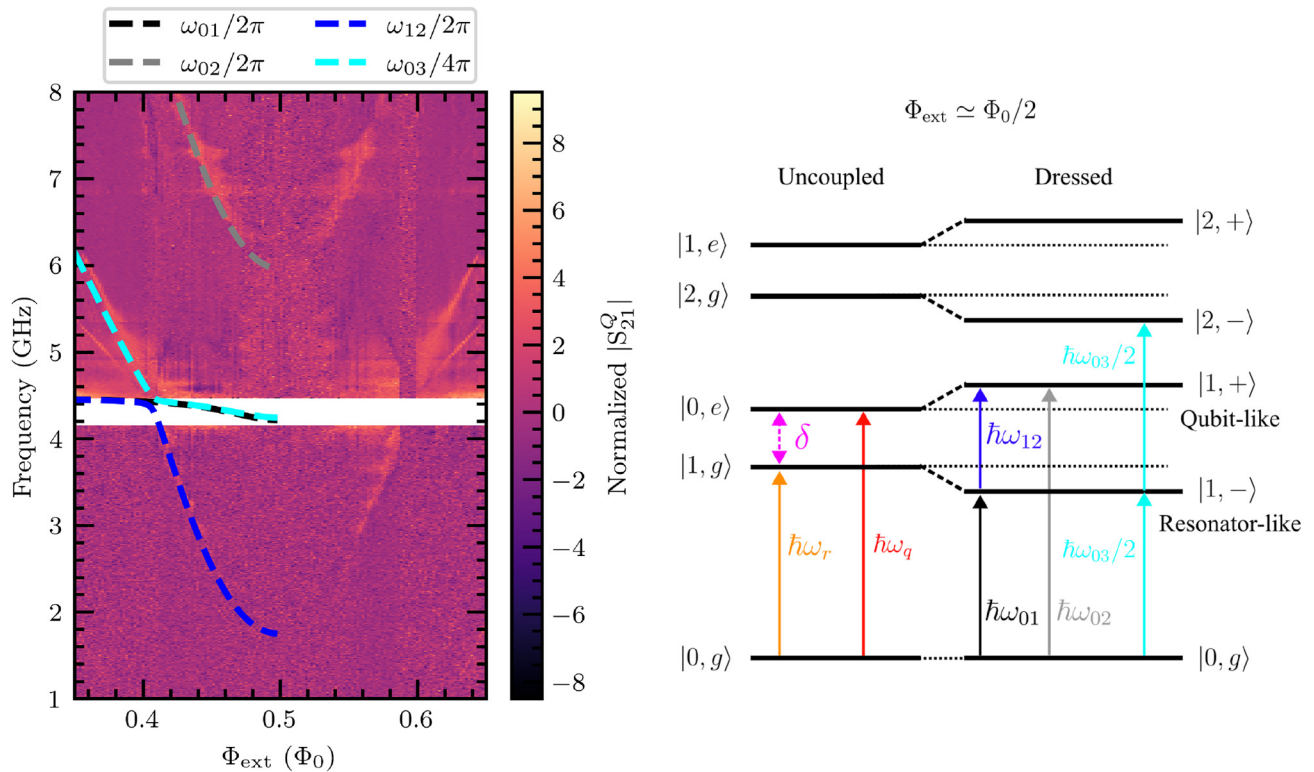 ω₀₁/2π
ω₁₂/2π
ω₀₂/2π
ω₀₃/4π
8
7
6
5
4
3
2
1
Frequency (GHz)
0.4
0.5
0.6
Φext (Φ₀)
8
6
4
2
0
−2
−4
−6
−8
Normalized |S₂₁^Q|
Φext ≃ Φ₀/2
Uncoupled
Dressed
|2, +⟩
|1, e⟩
|2, g⟩
|2, −⟩
ℏω₀₃/2
|1, +⟩
|0, e⟩
Qubit-like
δ
ℏω₁₂
|1, g⟩
|1, −⟩
Resonator-like
ℏωr
ℏωq
ℏω₀₁
ℏω₀₂
ℏω₀₃/2
|0, g⟩
|0, g⟩